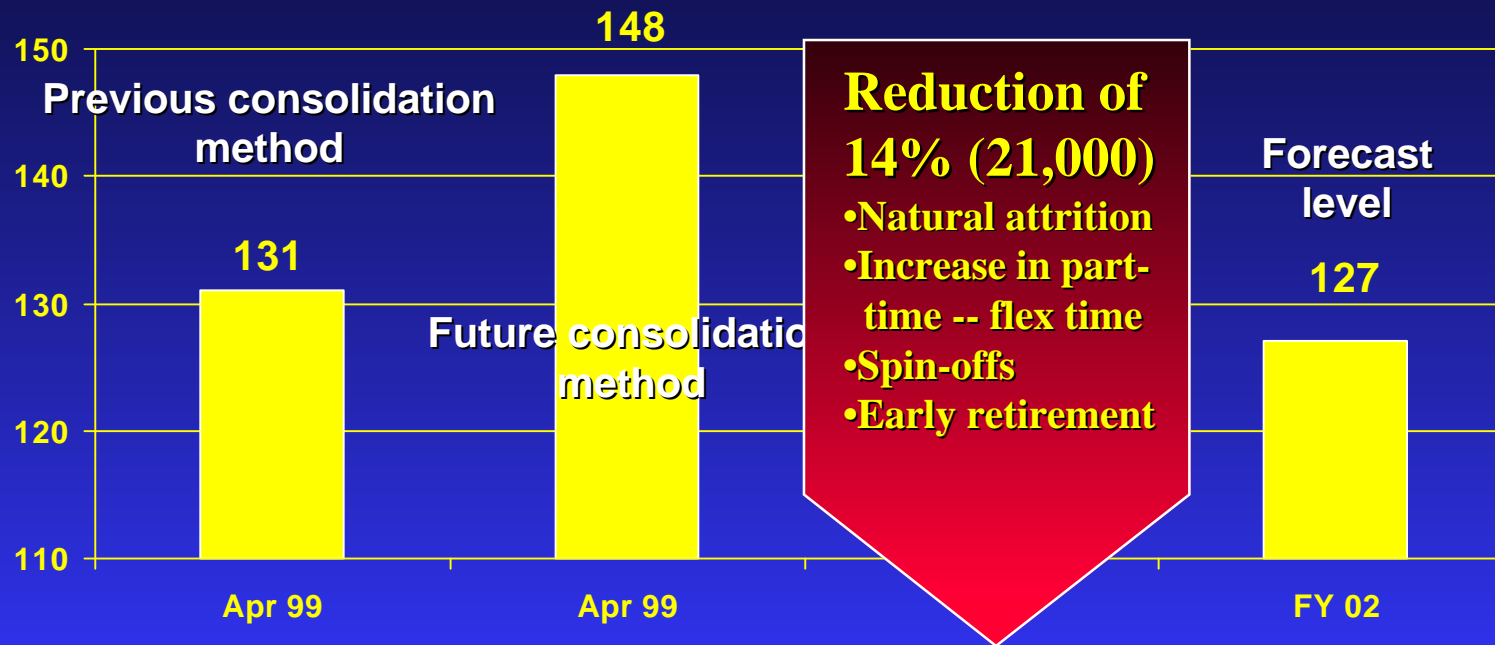 148
150
Previous consolidation
method
140
131
130
Future consolidatio
method
120
110
Reduction of
14% (21,000)
•Natural attrition
•Increase in part-
time -- flex time
•Spin-offs
•Early retirement
Forecast
level
127
Apr 99
Apr 99
FY 02